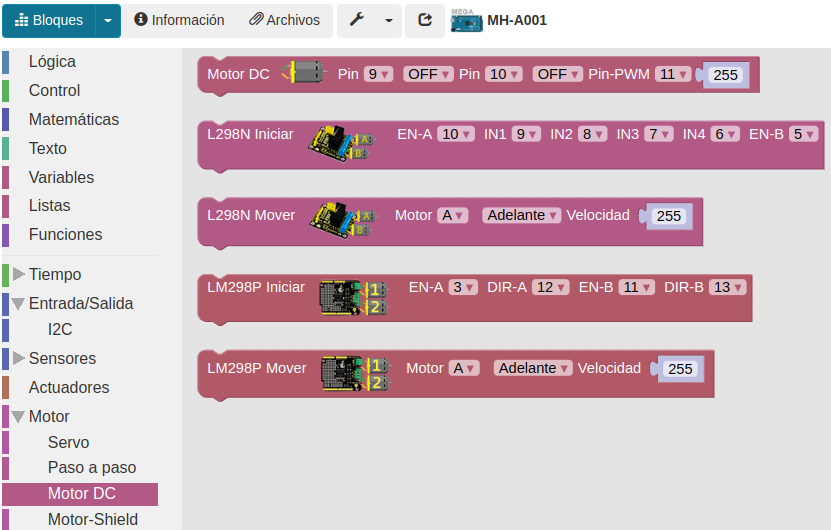 Bloques Información Archivos MEGA MH-A001
Lógica
Control
Matemáticas
Texto
Variables
Listas
Funciones
Tiempo
Entrada/Salida
I2C
Sensores
Actuadores
Motor
Servo
Paso a paso
Motor DC
Motor-Shield
Motor DC Pin 9 OFF Pin 10 OFF Pin-PWM 11 255
L298N Iniciar A B EN-A 10 IN1 9 IN2 8 IN3 7 IN4 6 EN-B 5
L298N Mover A B Motor A Adelante Velocidad 255
LM298P Iniciar 1 2 EN-A 3 DIR-A 12 EN-B 11 DIR-B 13
LM298P Mover 1 2 Motor A Adelante Velocidad 255